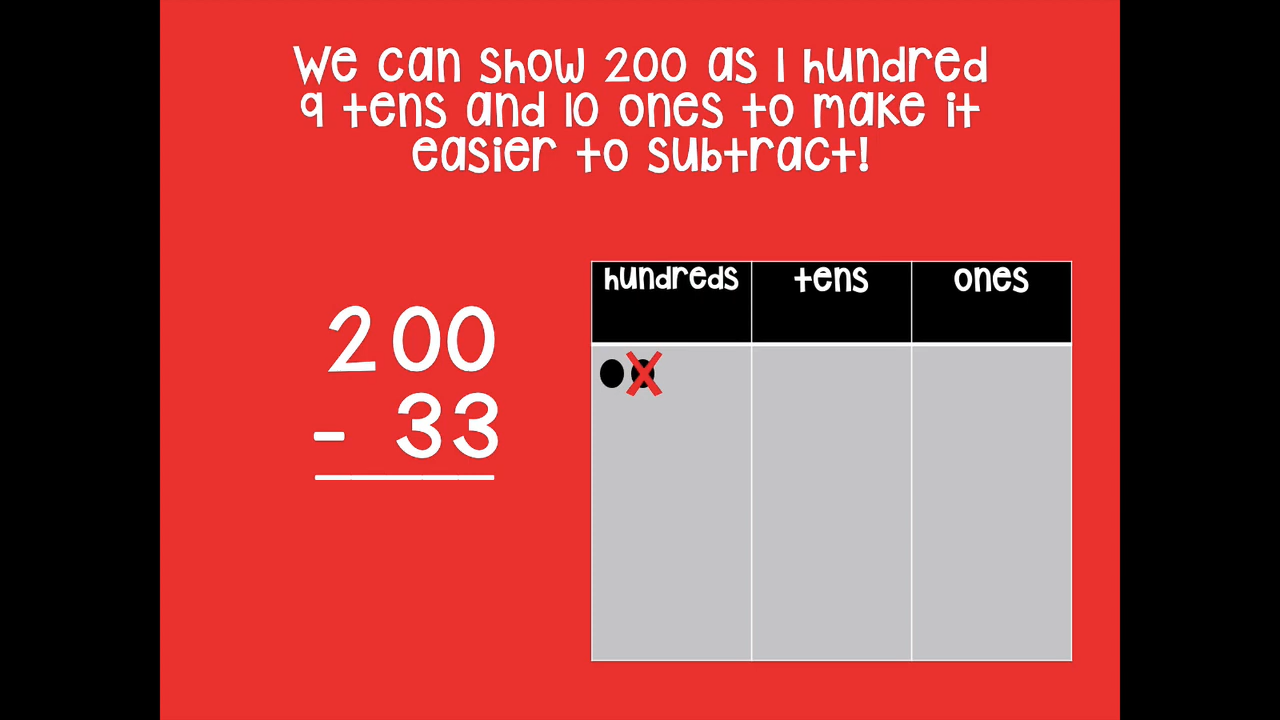 We can show 200 as 1 hundred
9 tens and 10 ones to make it
easier to subtract!
hundreds tens ones
200
- 33